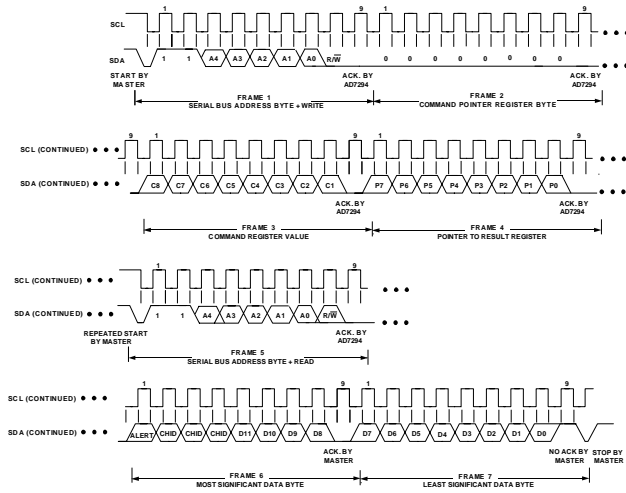 1 9 1 9
SCL
SDA 1 1 A4 A3 A2 A1 A0 R/W 0 0 0 0 0 0 0 0
START BY MASTER
ACK. BY AD7294
ACK. BY AD7294
FRAME 1
SERIAL BUS ADDRESS BYTE + WRITE
FRAME 2
COMMAND POINTER REGISTER BYTE
9 1 9 1 9
SCL (CONTINUED)
SDA (CONTINUED) C8 C7 C6 C5 C4 C3 C2 C1 P7 P6 P5 P4 P3 P2 P1 P0
ACK. BY AD7294
ACK. BY AD7294
FRAME 3
COMMAND REGISTER VALUE
FRAME 4
POINTER TO RESULT REGISTER
1 9
SCL (CONTINUED)
SDA (CONTINUED) 1 1 A4 A3 A2 A1 A0 R/W
REPEATED START BY MASTER
ACK. BY AD7294
FRAME 5
SERIAL BUS ADDRESS BYTE + READ
1 9 1 9
SCL (CONTINUED)
SDA (CONTINUED) ALERT CHID CHID D11 D10 D9 D8 D7 D6 D5 D4 D3 D2 D1 D0
ACK. BY MASTER
NO ACK BY MASTER
STOP BY MASTER
FRAME 6
MOST SIGNIFICANT DATA BYTE
FRAME 7
LEAST SIGNIFICANT DATA BYTE